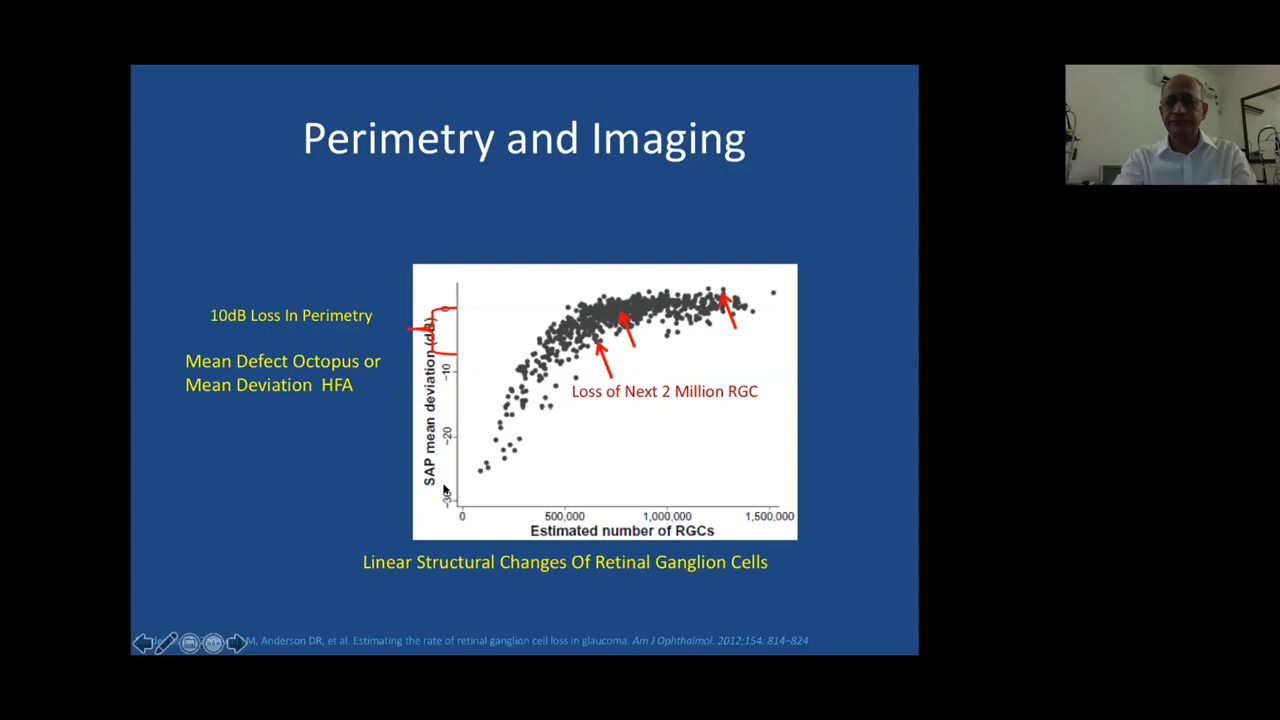 Perimetry and Imaging
10dB Loss In Perimetry
Mean Defect Octopus or
Mean Deviation HFA
SAP mean deviation (dB)
0
-10
-20
-30
Loss of Next 2 Million RGC
0 500,000 1,000,000 1,500,000
Estimated number of RGCs
Linear Structural Changes Of Retinal Ganglion Cells
M, Anderson DR, et al. Estimating the rate of retinal ganglion cell loss in glaucoma. Am J Ophthalmol. 2012;154: 814–824